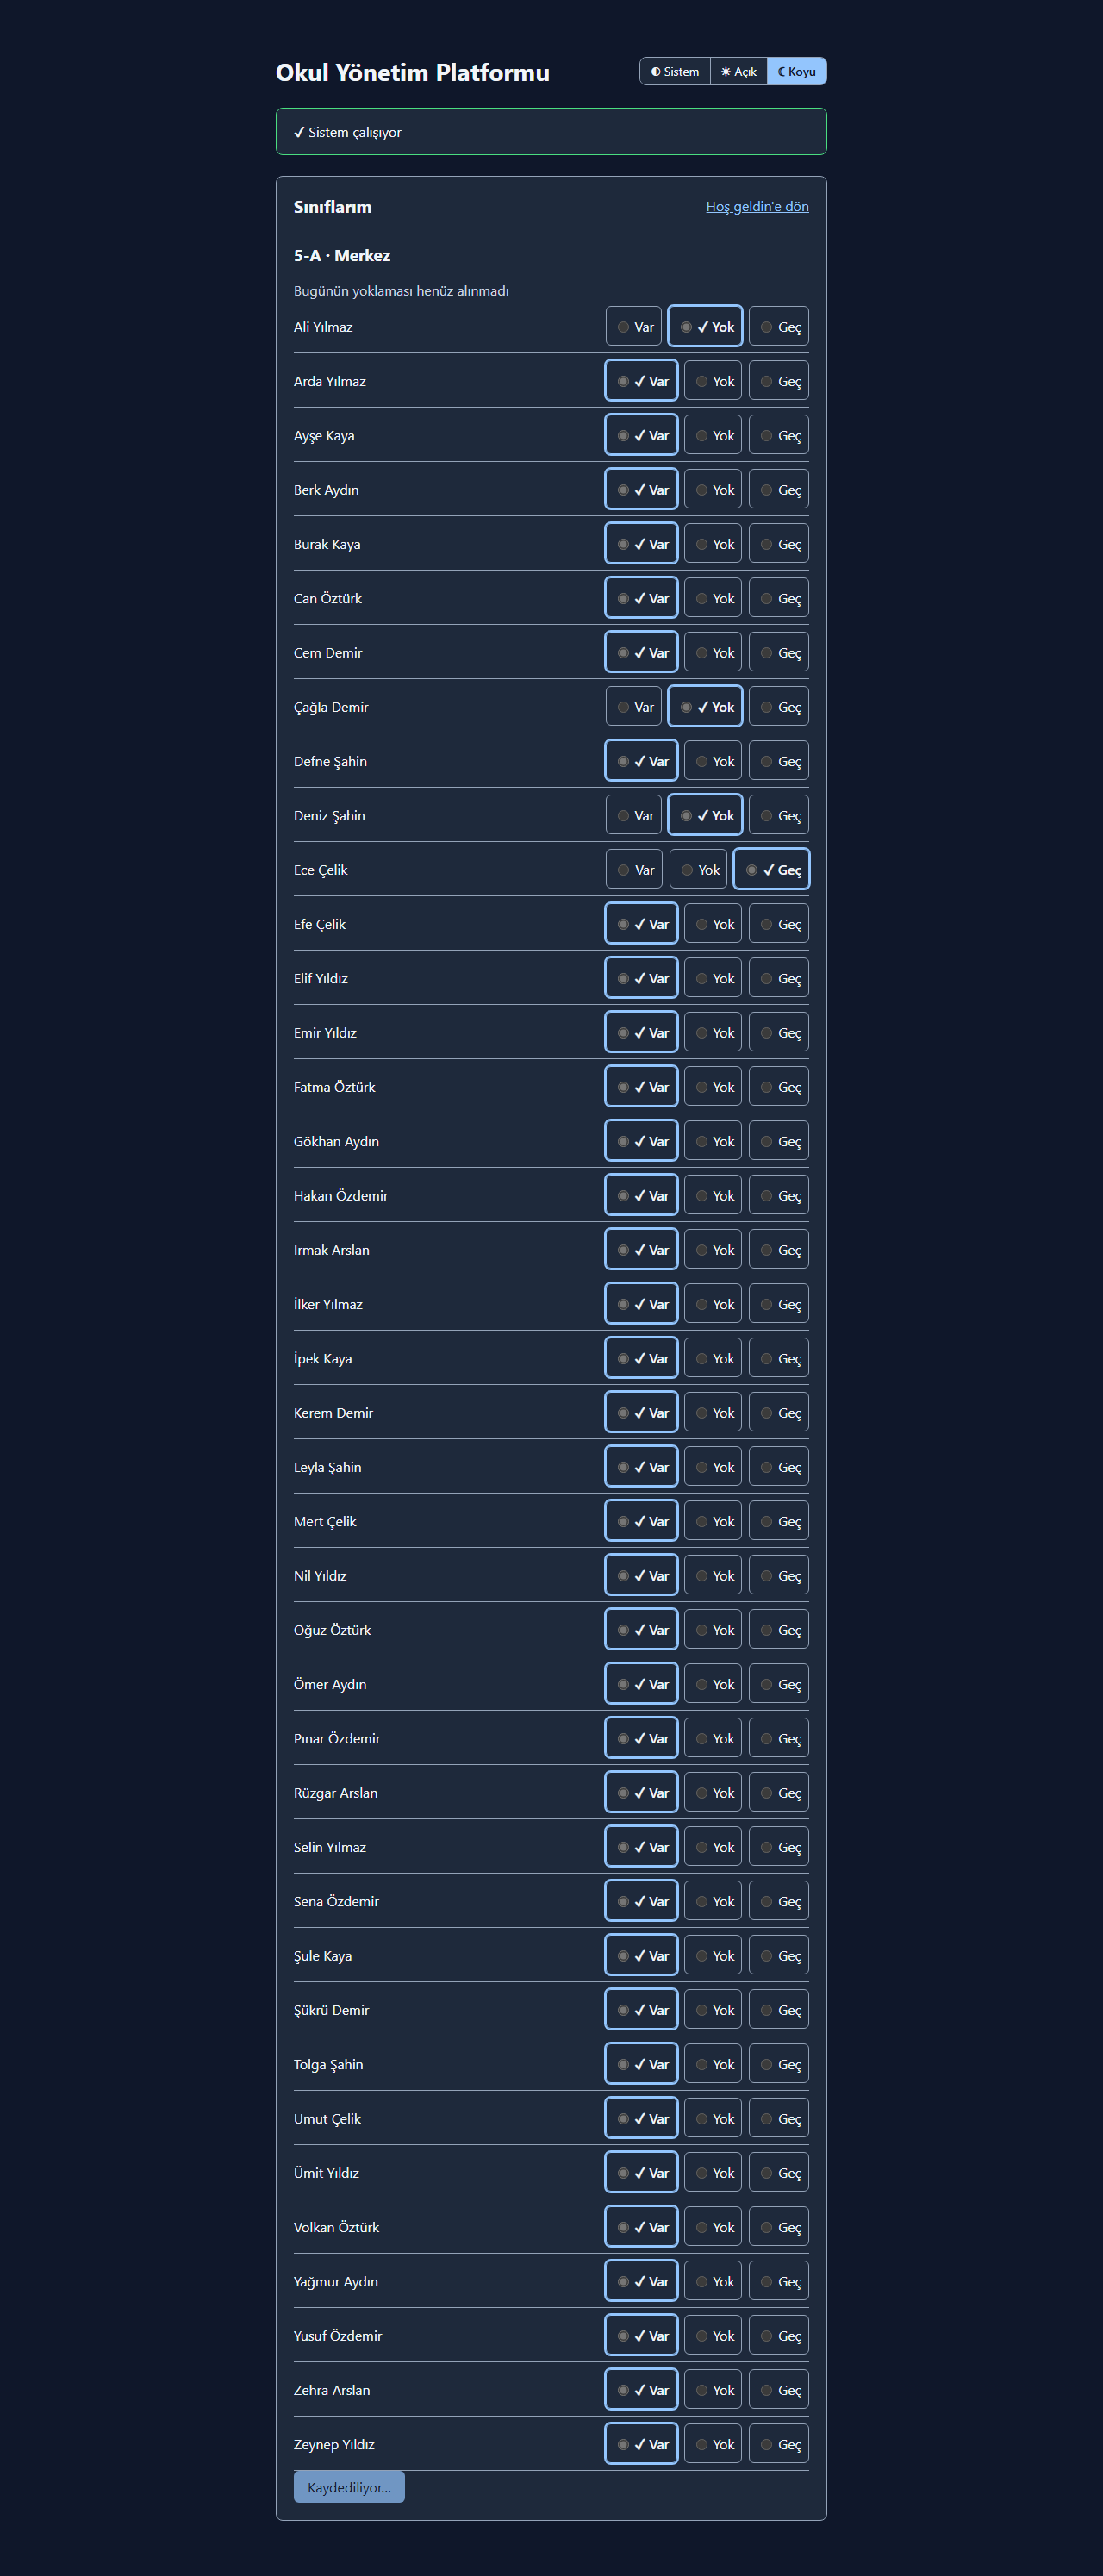 Okul Yönetim Platformu
◐ Sistem ☀ Açık ☾ Koyu
✓ Sistem çalışıyor
Sınıflarım Hoş geldin'e dön
5-A · Merkez
Bugünün yoklaması henüz alınmadı
Ali Yılmaz Var ✓ Yok Geç
Arda Yılmaz ✓ Var Yok Geç
Ayşe Kaya ✓ Var Yok Geç
Berk Aydın ✓ Var Yok Geç
Burak Kaya ✓ Var Yok Geç
Can Öztürk ✓ Var Yok Geç
Cem Demir ✓ Var Yok Geç
Çağla Demir Var ✓ Yok Geç
Defne Şahin ✓ Var Yok Geç
Deniz Şahin Var ✓ Yok Geç
Ece Çelik Var Yok ✓ Geç
Efe Çelik ✓ Var Yok Geç
Elif Yıldız ✓ Var Yok Geç
Emir Yıldız ✓ Var Yok Geç
Fatma Öztürk ✓ Var Yok Geç
Gökhan Aydın ✓ Var Yok Geç
Hakan Özdemir ✓ Var Yok Geç
Irmak Arslan ✓ Var Yok Geç
İlker Yılmaz ✓ Var Yok Geç
İpek Kaya ✓ Var Yok Geç
Kerem Demir ✓ Var Yok Geç
Leyla Şahin ✓ Var Yok Geç
Mert Çelik ✓ Var Yok Geç
Nil Yıldız ✓ Var Yok Geç
Oğuz Öztürk ✓ Var Yok Geç
Ömer Aydın ✓ Var Yok Geç
Pınar Özdemir ✓ Var Yok Geç
Rüzgar Arslan ✓ Var Yok Geç
Selin Yılmaz ✓ Var Yok Geç
Sena Özdemir ✓ Var Yok Geç
Şule Kaya ✓ Var Yok Geç
Şükrü Demir ✓ Var Yok Geç
Tolga Şahin ✓ Var Yok Geç
Umut Çelik ✓ Var Yok Geç
Ümit Yıldız ✓ Var Yok Geç
Volkan Öztürk ✓ Var Yok Geç
Yağmur Aydın ✓ Var Yok Geç
Yusuf Özdemir ✓ Var Yok Geç
Zehra Arslan ✓ Var Yok Geç
Zeynep Yıldız ✓ Var Yok Geç
Kaydediliyor...